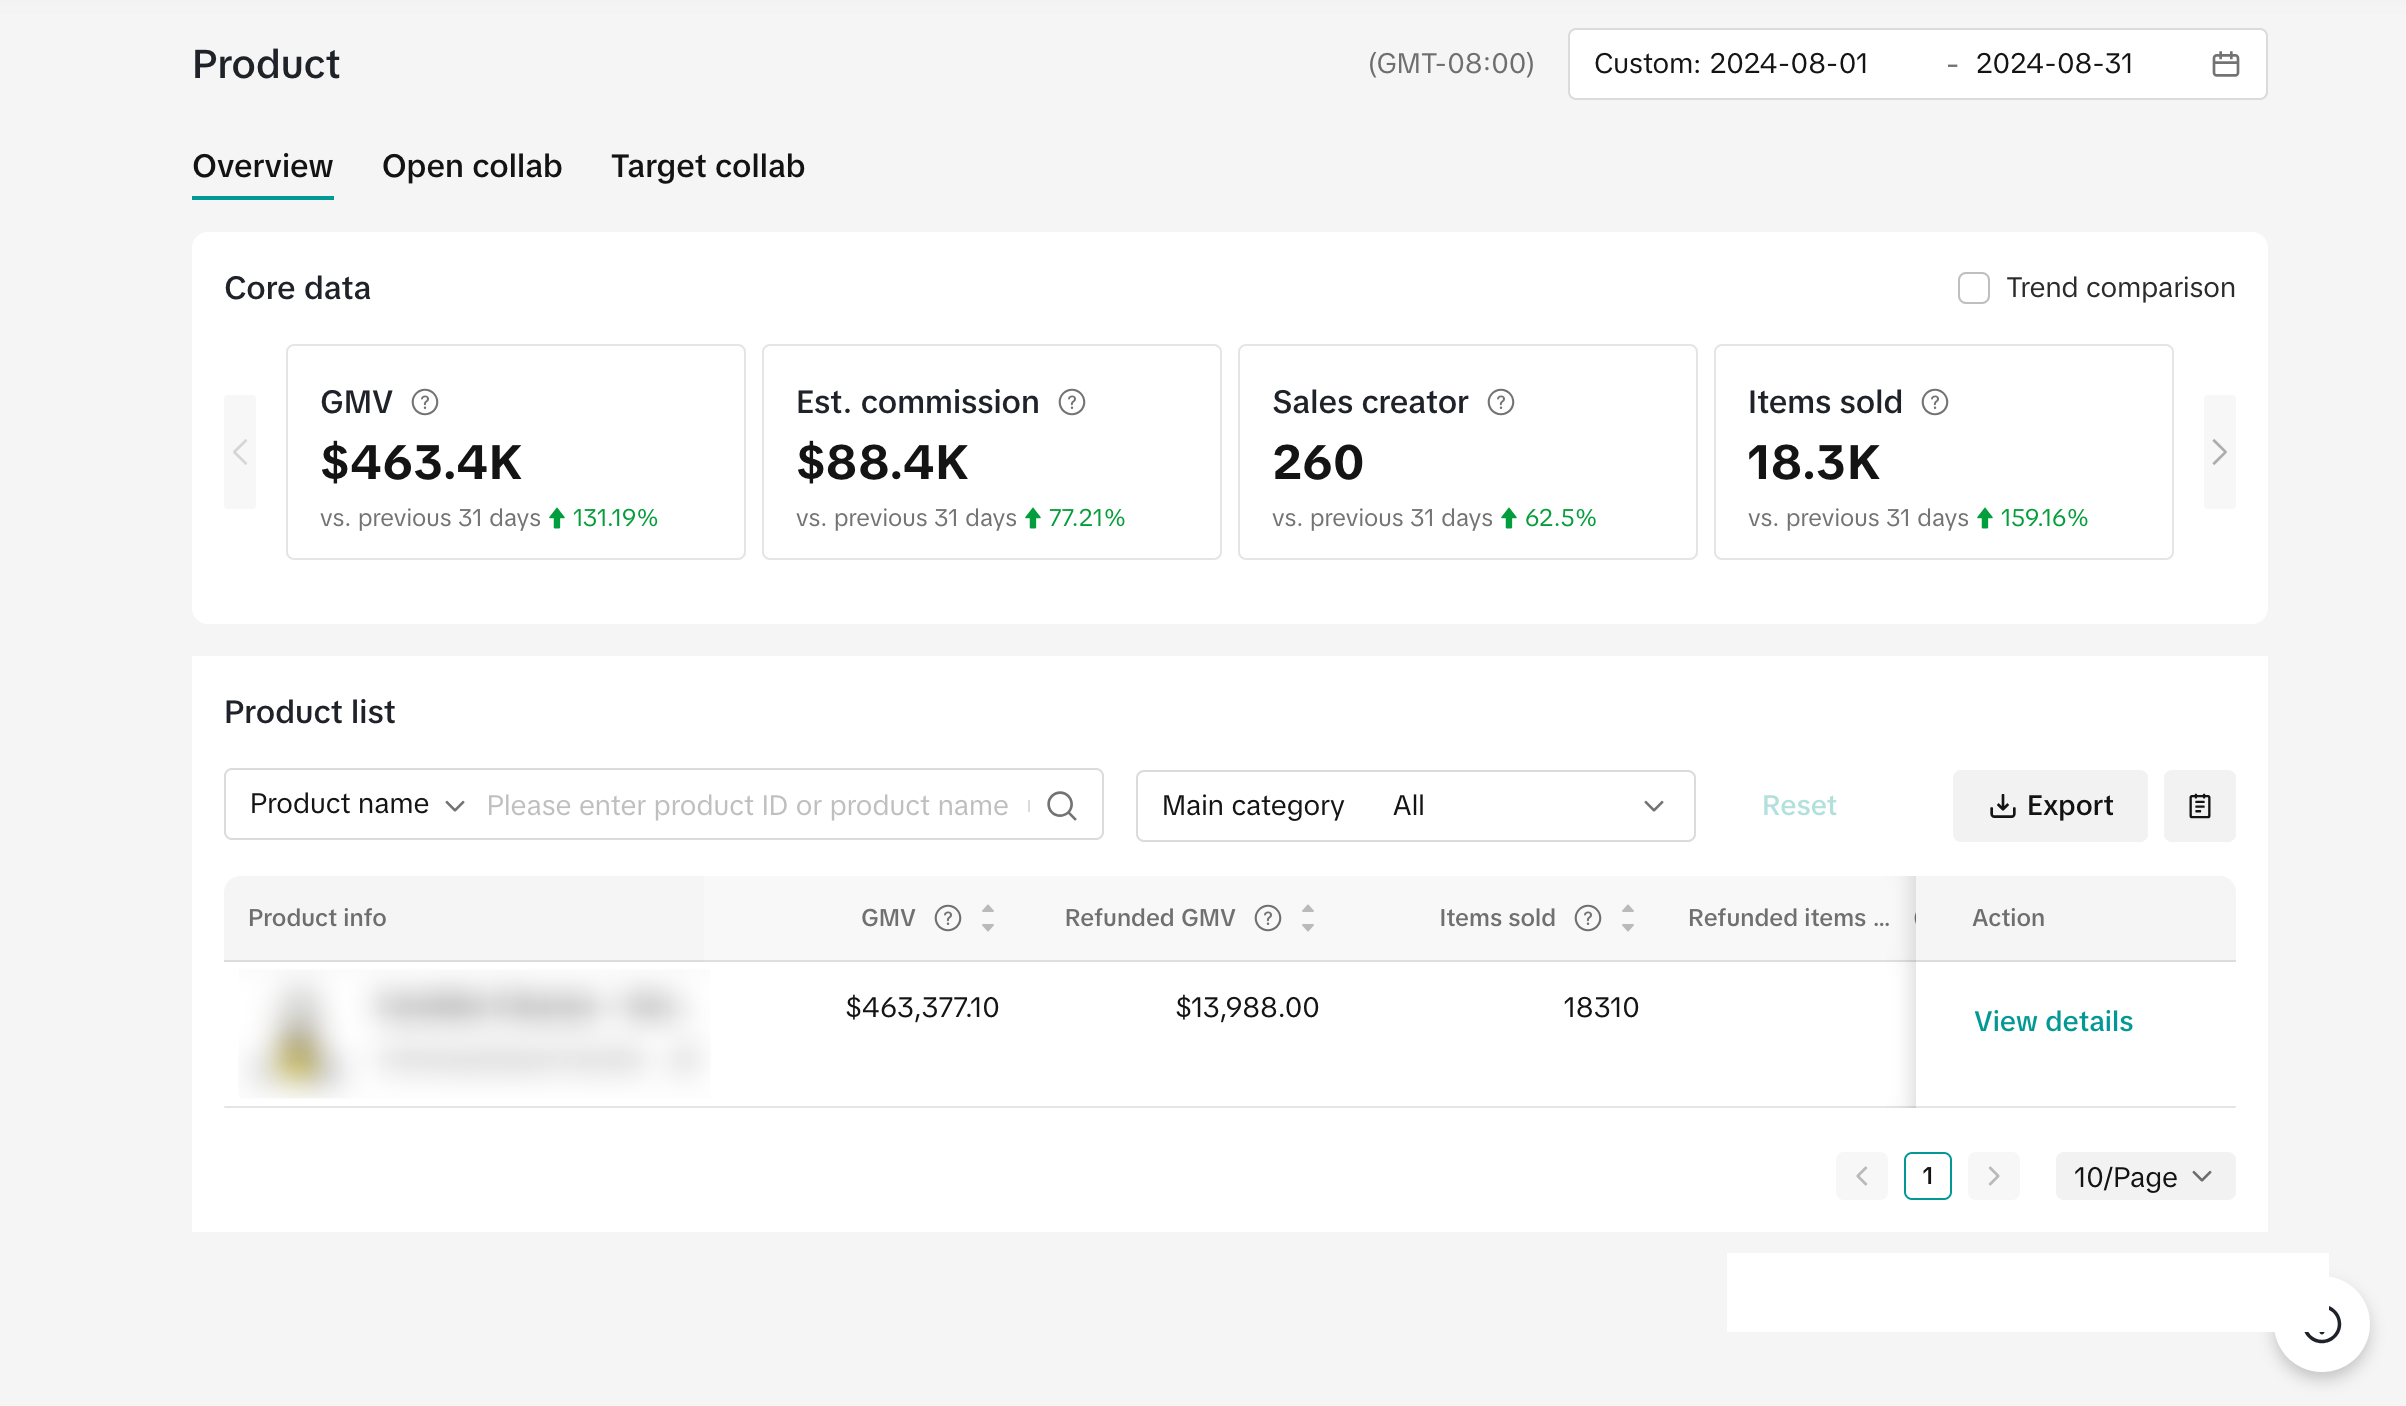 Product
(GMT-08:00) Custom: 2024-08-01 - 2024-08-31
Overview Open collab Target collab
Core data
Trend comparison
GMV
$463.4K
vs. previous 31 days 131.19%
Est. commission
$88.4K
vs. previous 31 days 77.21%
Sales creator
260
vs. previous 31 days 62.5%
Items sold
18.3K
vs. previous 31 days 159.16%
Product list
Product name Please enter product ID or product name
Main category All
Reset
Export
Product info GMV Refunded GMV Items sold Refunded items ... Action
$463,377.10 $13,988.00 18310 View details
1 10/Page